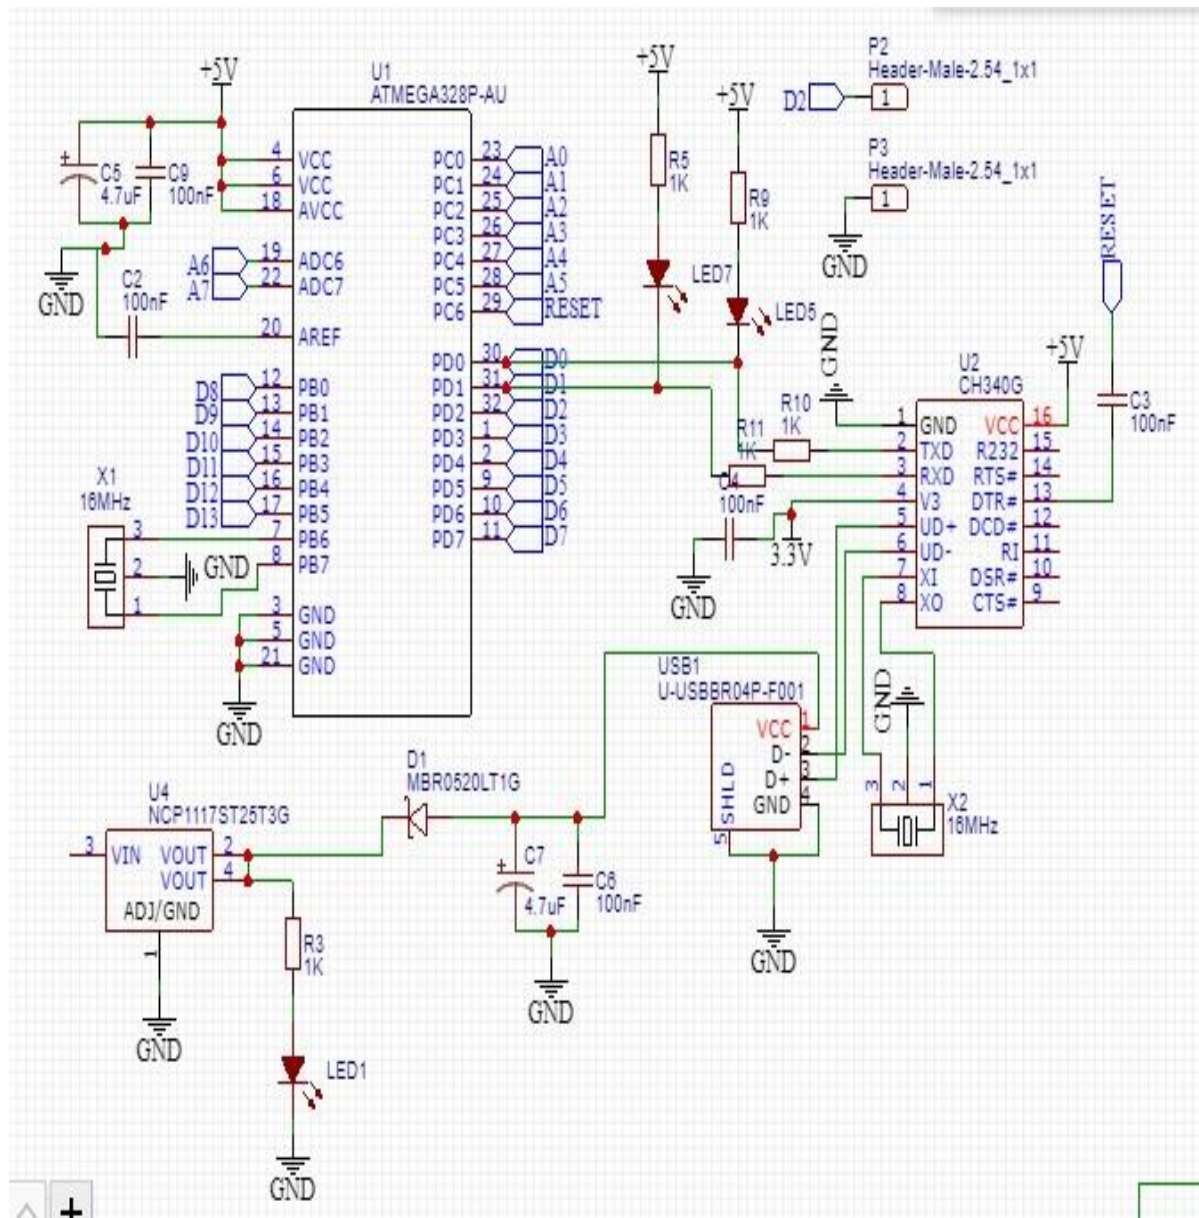 +5V
U1
ATMEGA328P-AU
C5
4.7uF
C9
100nF
4 VCC
6 VCC
18 AVCC
A6 19 ADC6
A7 22 ADC7
C2
100nF
20 AREF
GND
D8 12 PB0
D9 13 PB1
D10 14 PB2
D11 15 PB3
D12 16 PB4
D13 17 PB5
7 PB6
8 PB7
3 GND
5 GND
21 GND
GND
X1
16MHz
3
2
1
GND
PC0 23 A0
PC1 24 A1
PC2 25 A2
PC3 26 A3
PC4 27 A4
PC5 28 A5
PC6 29 RESET
PD0 30 D0
PD1 31 D1
PD2 32 D2
PD3 1 D3
PD4 2 D4
PD5 9 D5
PD6 10 D6
PD7 11 D7
+5V
R5
1K
LED7
+5V
R9
1K
LED5
P2
Header-Male-2.54_1x1
D2 1
P3
Header-Male-2.54_1x1
1
GND
RESET
C3
100nF
GND
U2
CH340G
+5V
R10
1K
R11
1K
C4
100nF
3.3V
GND
1 GND
2 TXD
3 RXD
4 V3
5 UD+
6 UD-
7 XI
8 XO
VCC 16
R232 15
RTS# 14
DTR# 13
DCD# 12
RI 11
DSR# 10
CTS# 9
USB1
U-USBBR04P-F001
VCC 1
D- 2
D+ 3
GND 4
SHLD
5
GND
GND
3
2
1
X2
16MHz
D1
MBR0520LT1G
U4
NCP1117ST25T3G
3 VIN
VOUT 2
VOUT 4
ADJ/GND
1
GND
R3
1K
LED1
GND
C7
4.7uF
C6
100nF
GND
+